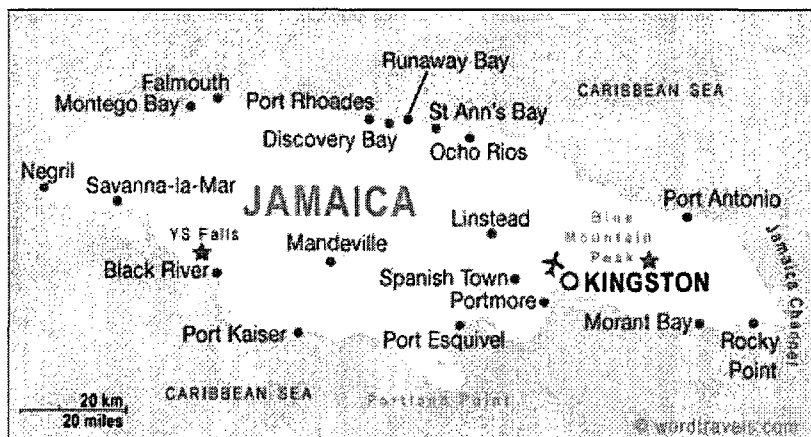 Runaway Bay
Falmouth
Montego Bay
Port Rhoades
St Ann's Bay
CARIBBEAN SEA
Discovery Bay
Ocho Rios
Negril
Savanna-la-Mar
JAMAICA
Port Antonio
Linstead
Blue
Mountain
Peak
YS Falls
Mandeville
Jamaica Channel
Black River
Spanish Town
KINGSTON
Portmore
Port Kaiser
Port Esquivel
Morant Bay
Rocky
Point
CARIBBEAN SEA
Portland Point
20 km
20 miles
© wordtravels.com